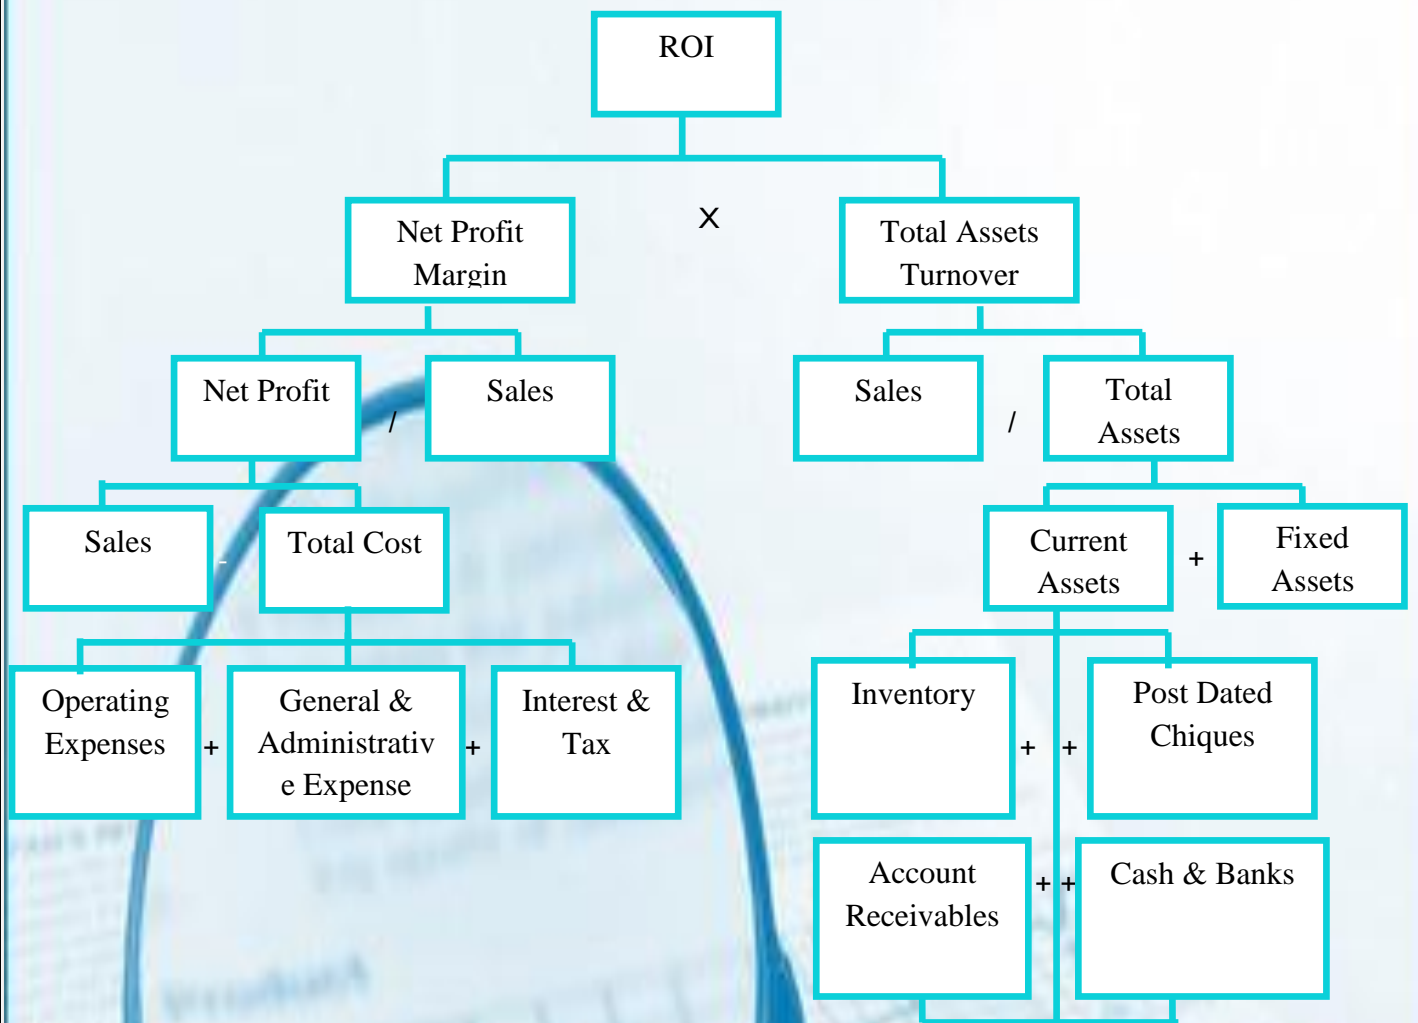 ROI
Net Profit
Margin
X
Total Assets
Turnover
Net Profit
/
Sales
Sales
/
Total
Assets
Sales
-
Total Cost
Current
Assets
+
Fixed
Assets
Operating
Expenses
+
General &
Administrativ
e Expense
+
Interest &
Tax
Inventory
+
+
Post Dated
Chiques
Account
Receivables
+
+
Cash & Banks